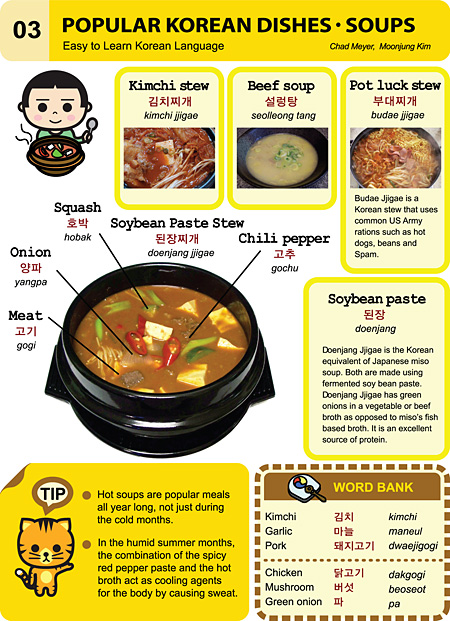 03
POPULAR KOREAN DISHES • SOUPS
Easy to Learn Korean Language
Chad Meyer, Moonjung Kim
Kimchi stew
김치찌개
kimchi jjigae
Beef soup
설렁탕
seolleong tang
Pot luck stew
부대찌개
budae jjigae
Budae Jjigae is a
Korean stew that uses
common US Army
rations such as hot
dogs, beans and
Spam.
Squash
호박
hobak
Soybean Paste Stew
된장찌개
doenjang jjigae
Chili pepper
고추
gochu
Onion
양파
yangpa
Meat
고기
gogi
Soybean paste
된장
doenjang
Doenjang Jjigae is the Korean
equivalent of Japanese miso
soup. Both are made using
fermented soy bean paste.
Doenjang Jjigae has green
onions in a vegetable or beef
broth as opposed to miso's fish
based broth. It is an excellent
source of protein.
TIP
Hot soups are popular meals
all year long, not just during
the cold months.
In the humid summer months,
the combination of the spicy
red pepper paste and the hot
broth act as cooling agents
for the body by causing sweat.
WORD BANK
Kimchi 김치 kimchi
Garlic 마늘 maneul
Pork 돼지고기 dwaejigogi
Chicken 닭고기 dakgogi
Mushroom 버섯 beoseot
Green onion 파 pa